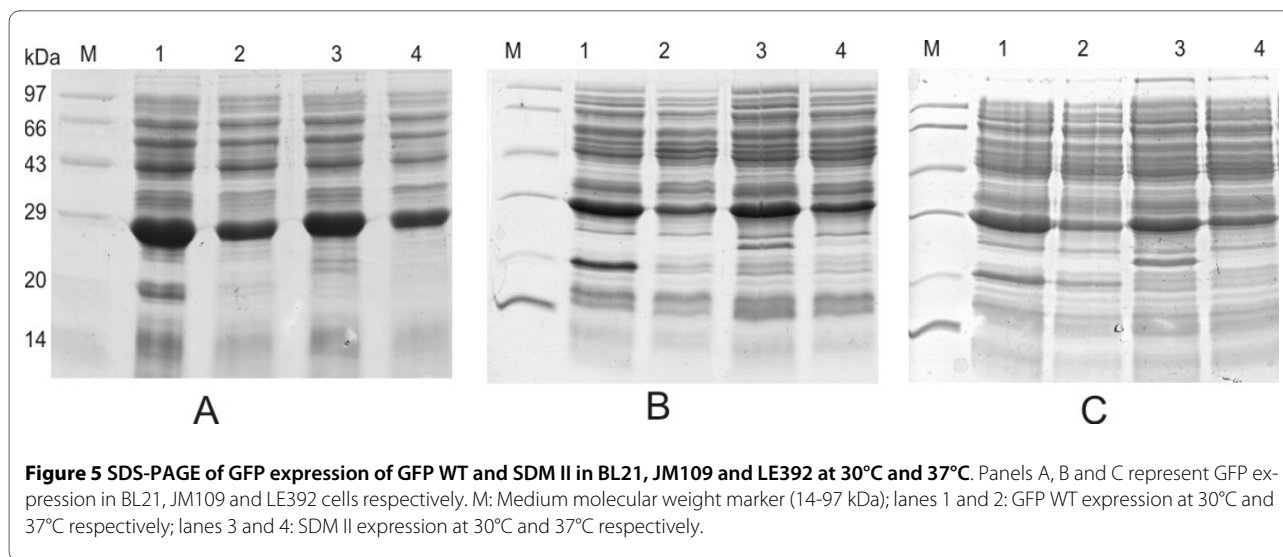 kDa M 1 2 3 4
97
66
43
29
20
14
M 1 2 3 4
M 1 2 3 4
A
B
C
Figure 5 SDS-PAGE of GFP expression of GFP WT and SDM II in BL21, JM109 and LE392 at 30°C and 37°C. Panels A, B and C represent GFP ex-
pression in BL21, JM109 and LE392 cells respectively. M: Medium molecular weight marker (14-97 kDa); lanes 1 and 2: GFP WT expression at 30°C and
37°C respectively; lanes 3 and 4: SDM II expression at 30°C and 37°C respectively.